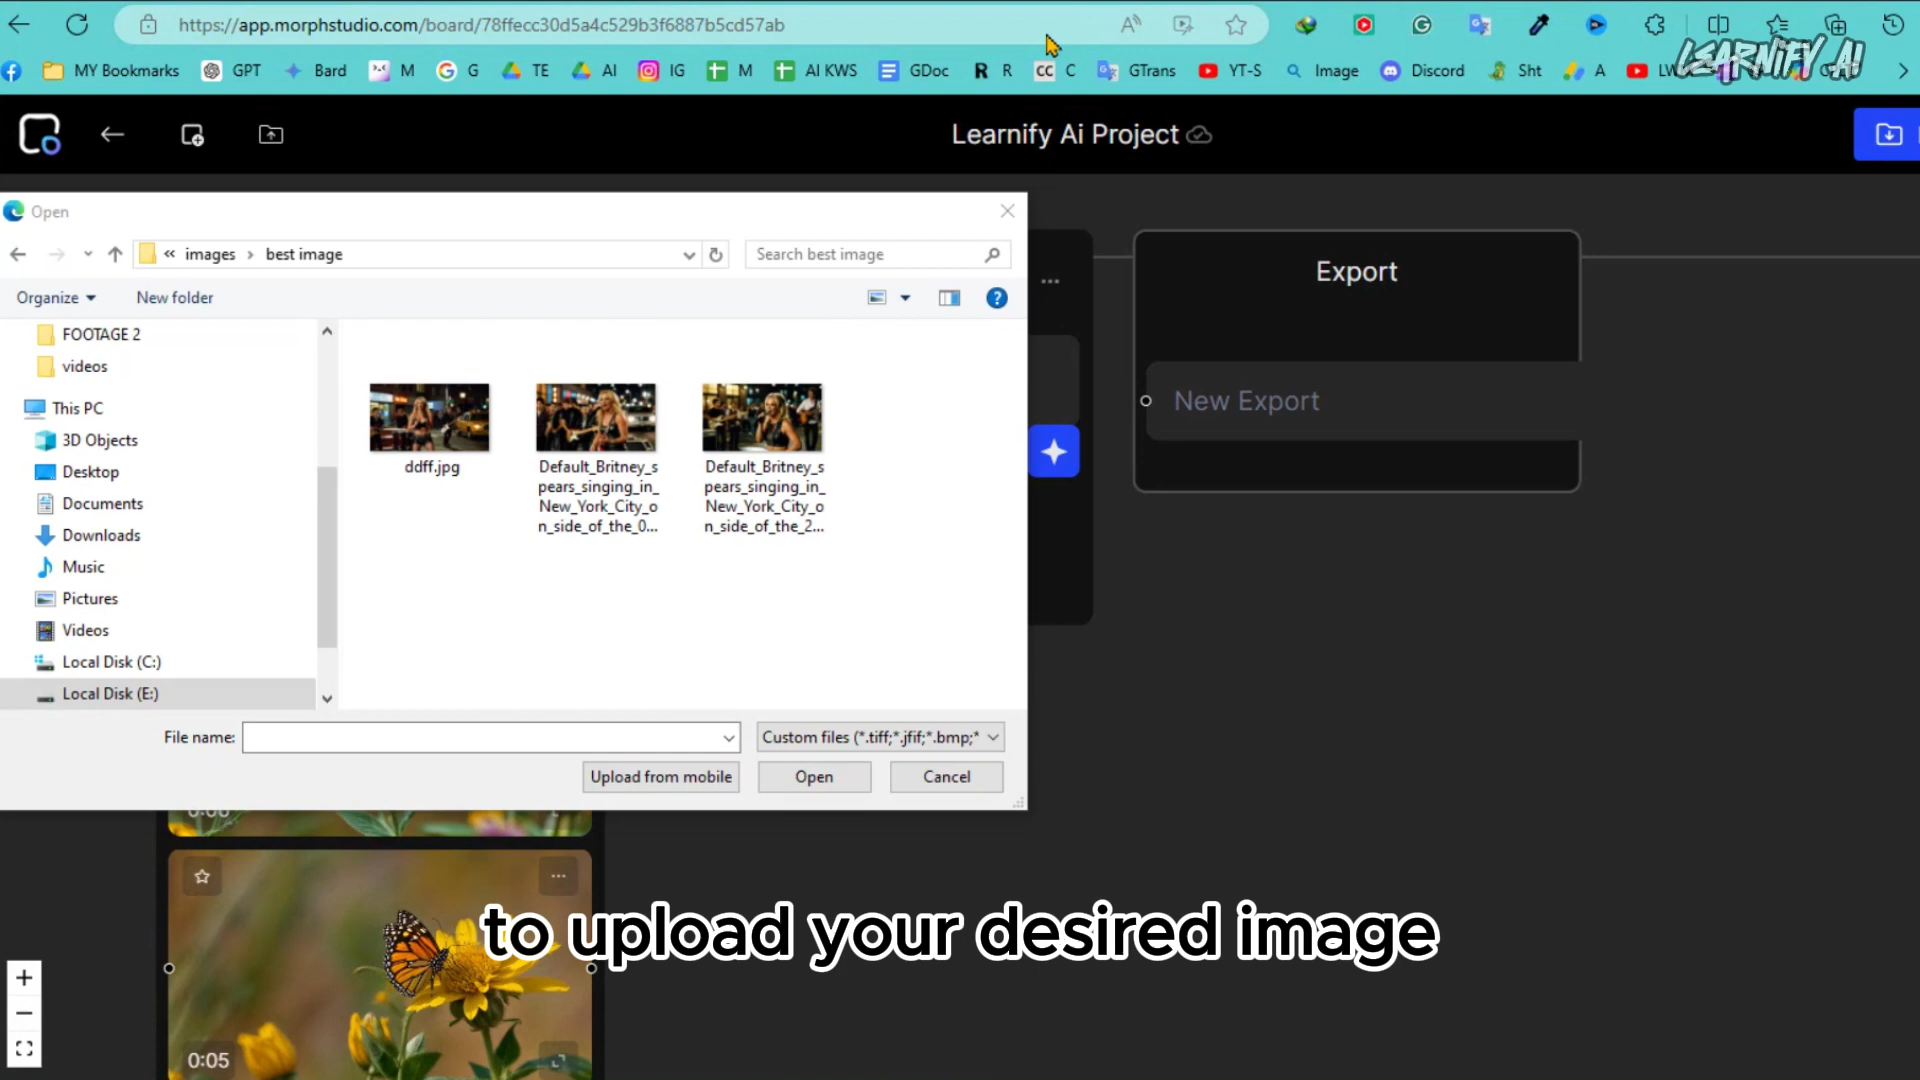 https://app.morphstudio.com/board/78ffecc30d5a4c529b3f6887b5cd57ab
MY Bookmarks GPT Bard M G TE AI IG M AI KWS GDoc R R CC C GTrans YT-S Image Discord Sht A
LEARNIFY AI
Learnify Ai Project
Open
« images > best image
Search best image
Organize
New folder
FOOTAGE 2
videos
This PC
3D Objects
Desktop
Documents
Downloads
Music
Pictures
Videos
Local Disk (C:)
Local Disk (E:)
ddff.jpg
Default_Britney_s
pears_singing_in_
New_York_City_o
n_side_of_the_0...
Default_Britney_s
pears_singing_in_
New_York_City_o
n_side_of_the_2...
File name:
Custom files (*.tiff;*.jfif;*.bmp;*
Upload from mobile
Open
Cancel
Export
New Export
to upload your desired image
0:05